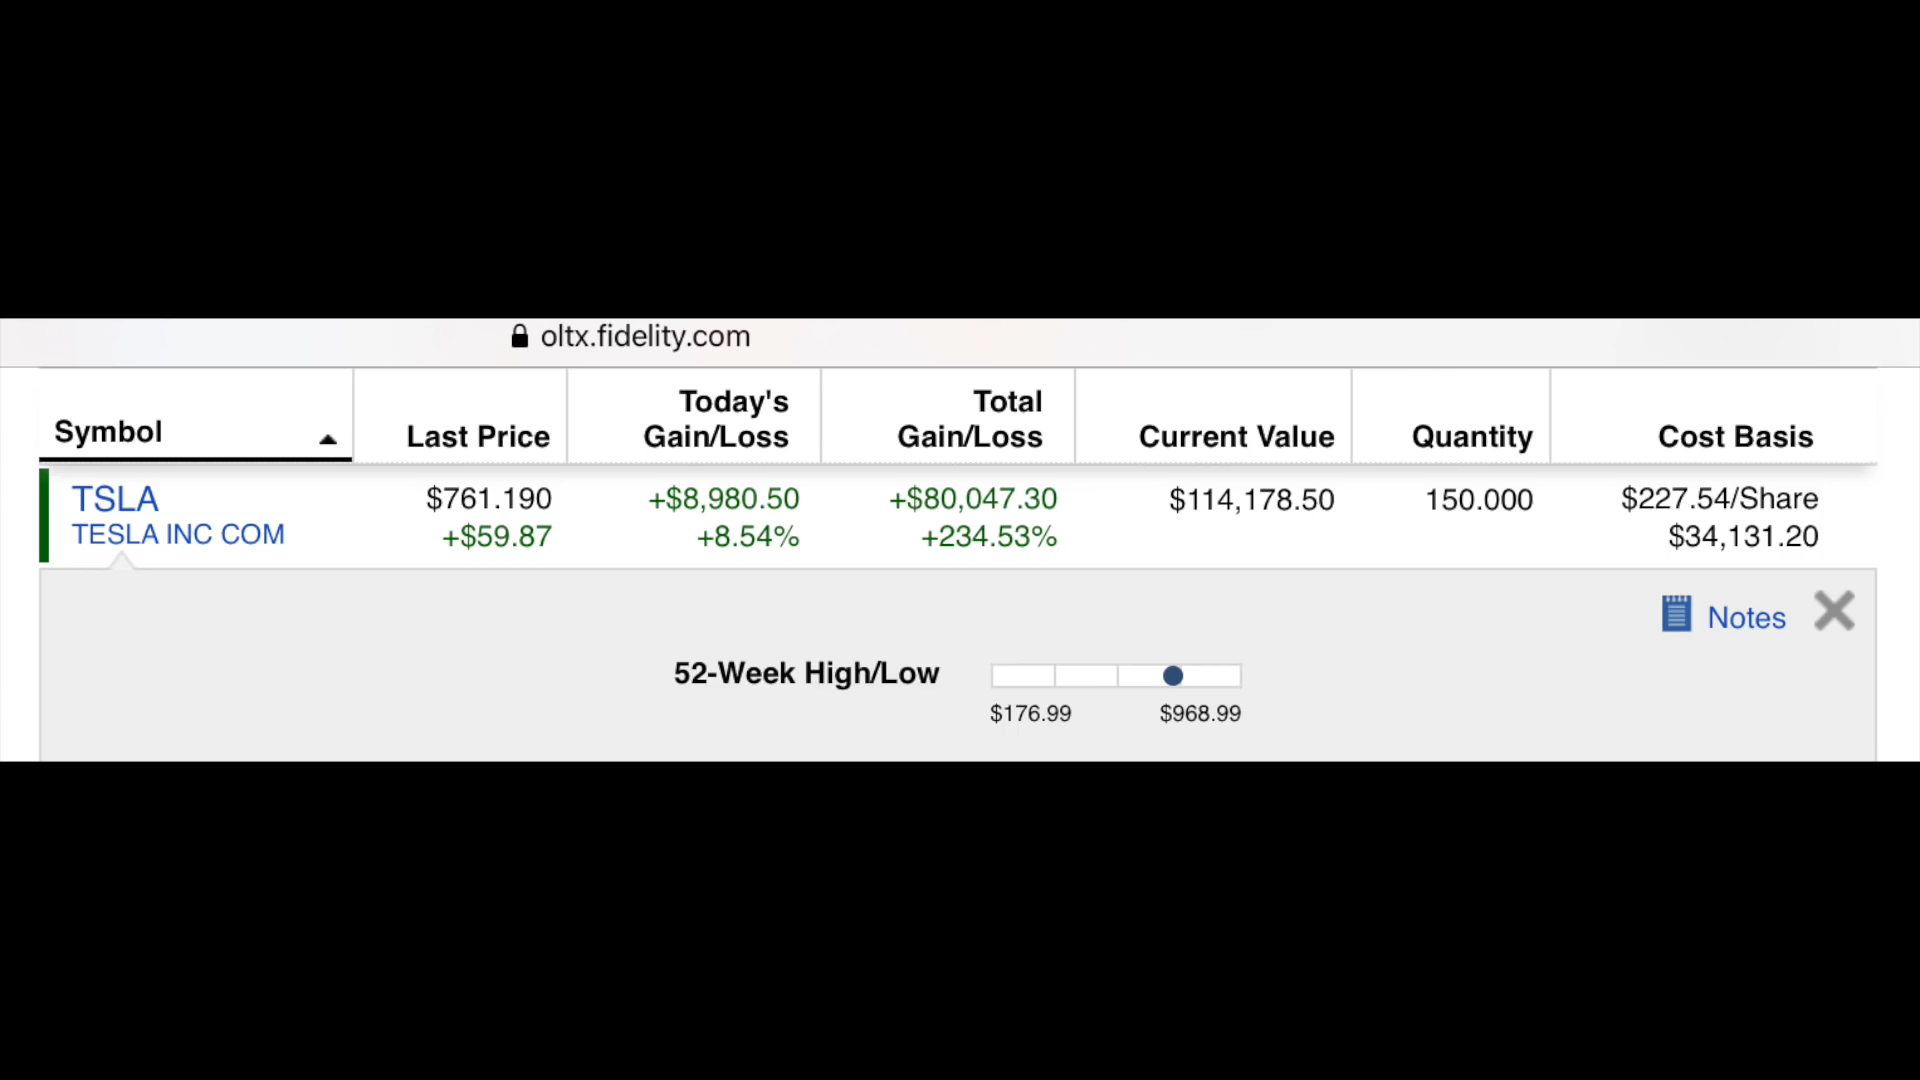 oltx.fidelity.com
Symbol Last Price Today's Gain/Loss Total Gain/Loss Current Value Quantity Cost Basis
TSLA $761.190 +$8,980.50 +$80,047.30 $114,178.50 150.000 $227.54/Share
TESLA INC COM +$59.87 +8.54% +234.53% $34,131.20
Notes
52-Week High/Low
$176.99 $968.99